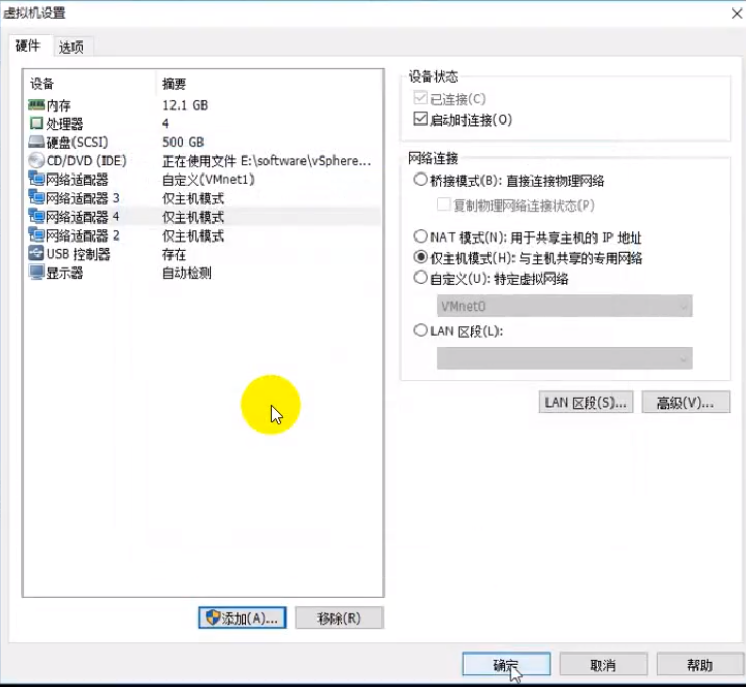 虚拟机设置
硬件 选项
设备 摘要
内存 12.1 GB
处理器 4
硬盘(SCSI) 500 GB
CD/DVD (IDE) 正在使用文件 E:\software\vSphere...
网络适配器 自定义(VMnet1)
网络适配器 3 仅主机模式
网络适配器 4 仅主机模式
网络适配器 2 仅主机模式
USB 控制器 存在
显示器 自动检测
添加(A)... 移除(R)
设备状态
已连接(C)
启动时连接(O)
网络连接
桥接模式(B): 直接连接物理网络
复制物理网络连接状态(P)
NAT 模式(N): 用于共享主机的 IP 地址
仅主机模式(H): 与主机共享的专用网络
自定义(U): 特定虚拟网络
VMnet0
LAN 区段(L):
LAN 区段(S)... 高级(V)...
确定 取消 帮助